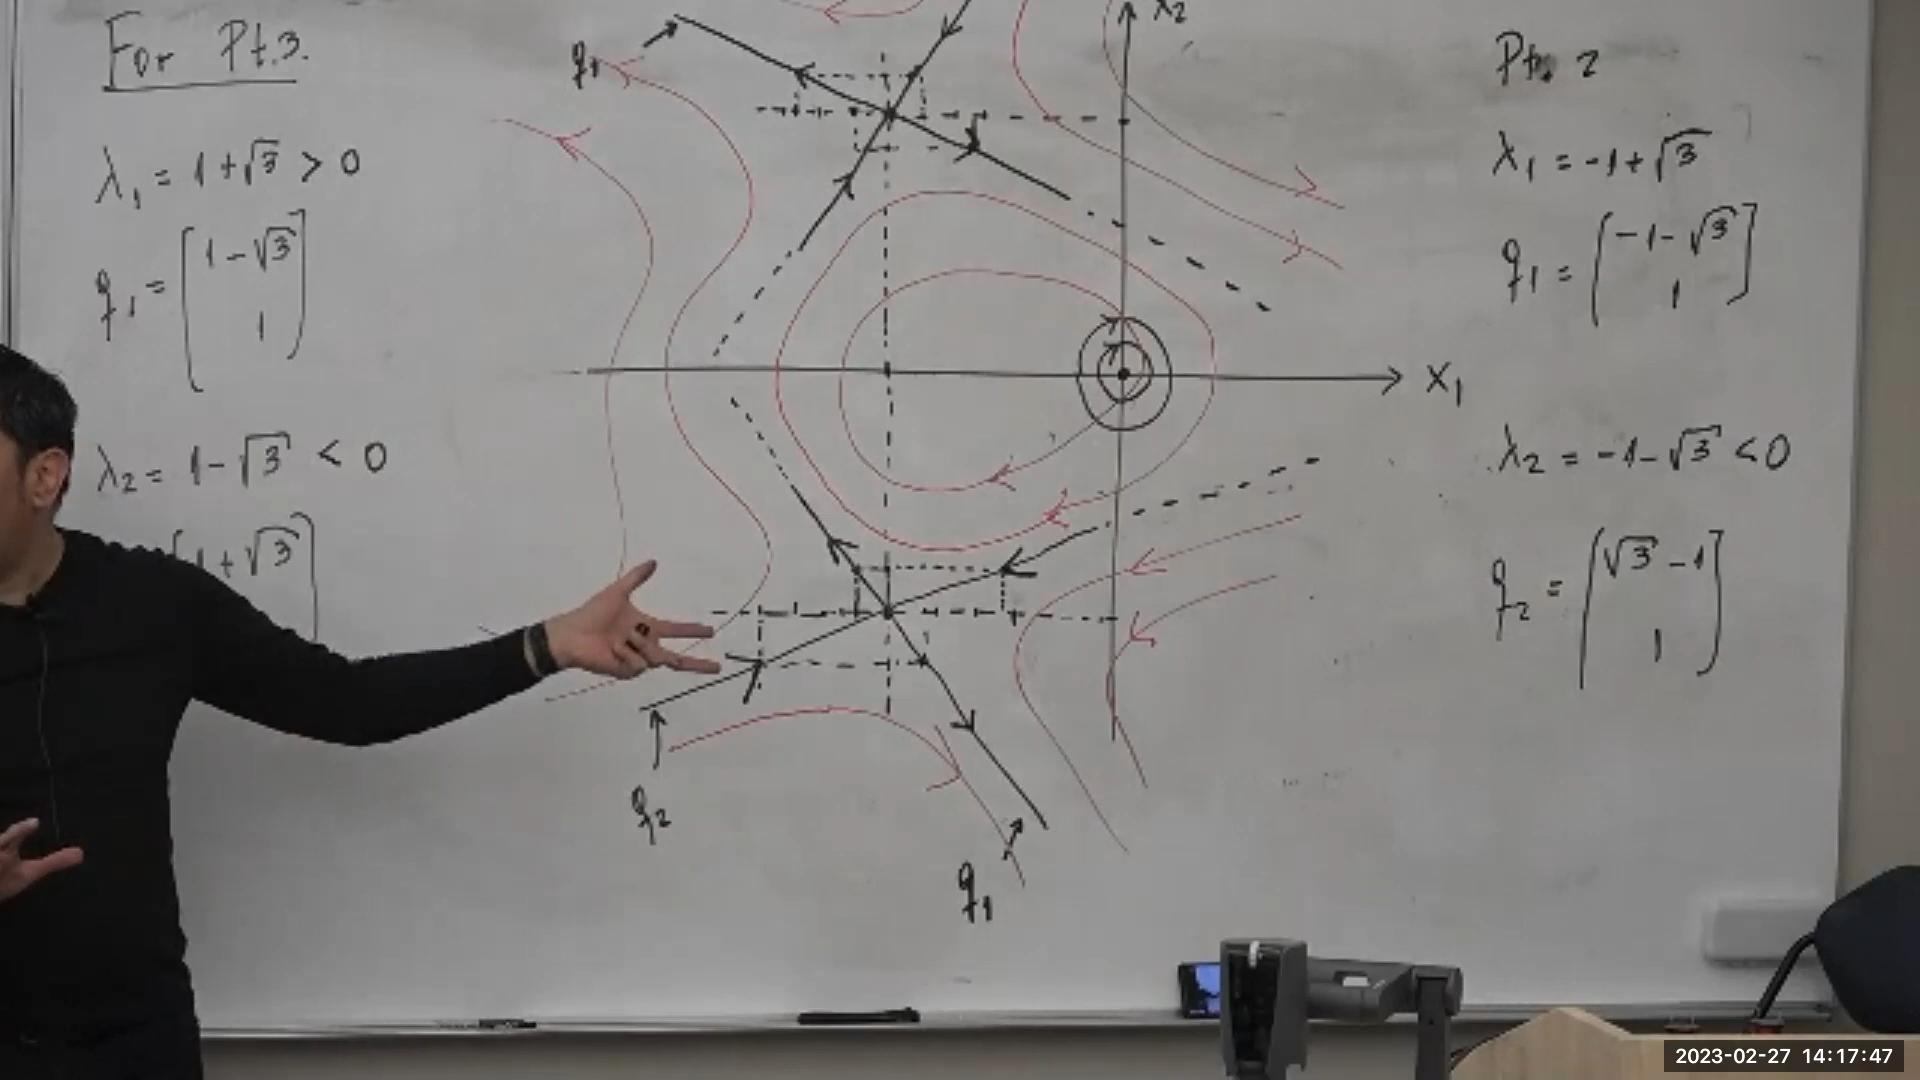 For Pt.3.
λ₁ = 1+√3 > 0
q₁ = [1-√3
1]
λ₂ = 1-√3 < 0
+√3]
q₁
x₂
x₁
q₂
q₁
Pt. 2
λ₁ = -1+√3
q₁ = [-1-√3
1]
λ₂ = -1-√3 < 0
q₂ = [√3-1
1]
2023-02-27 14:17:47